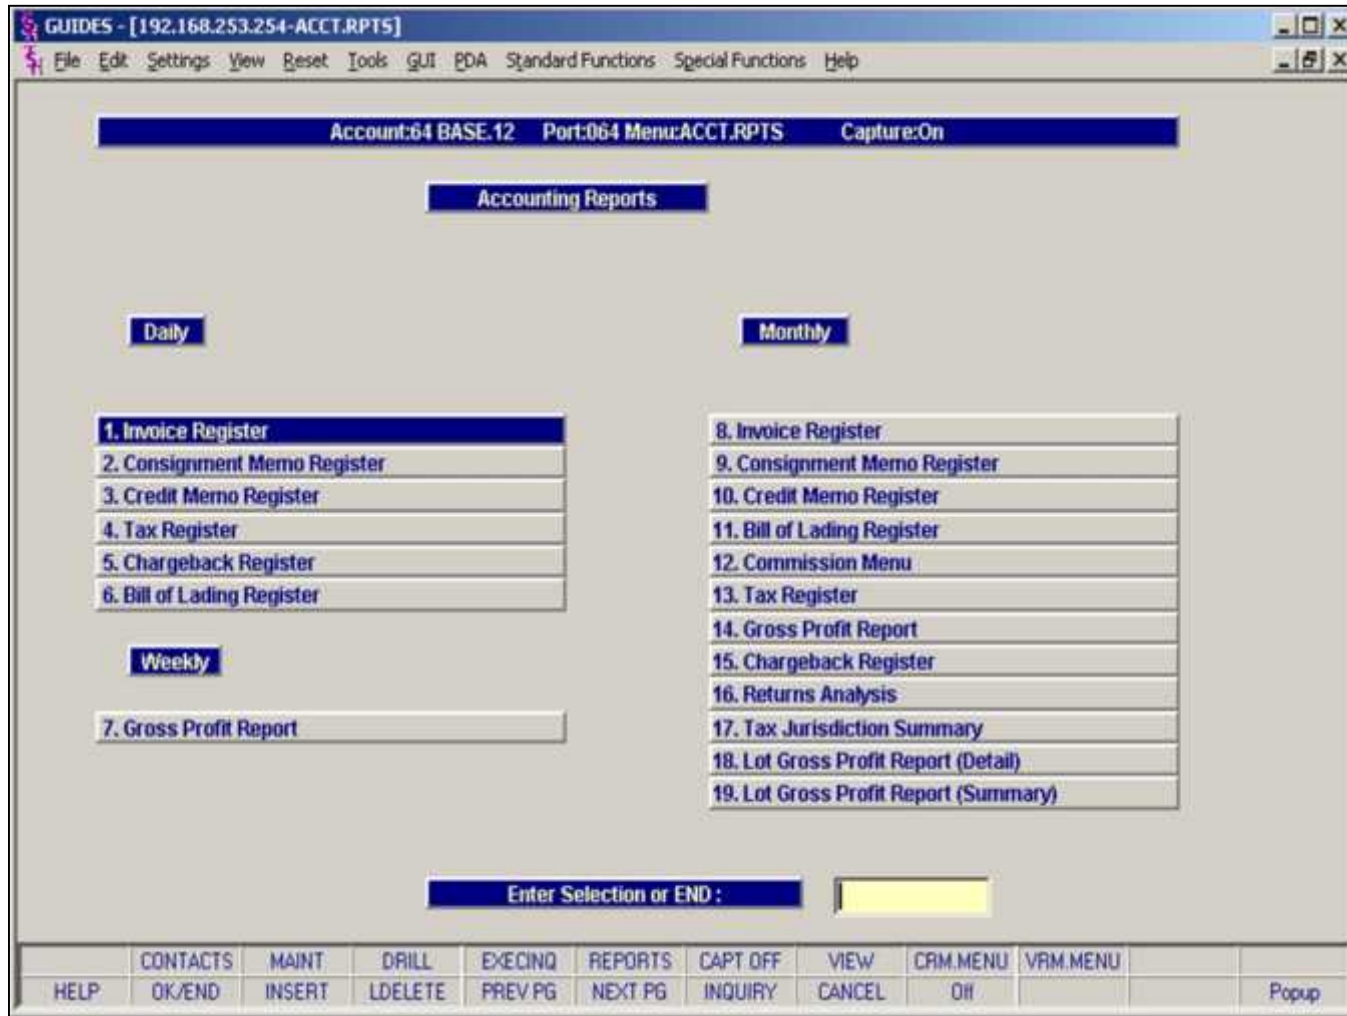 GUIDES - [192.168.253.254-ACCT.RPTS]
File Edit Settings View Reset Tools GUI PDA Standard Functions Special Functions Help
Account:64 BASE.12 Port:064 Menu:ACCT.RPTS Capture:On
Accounting Reports
Daily
1. Invoice Register
2. Consignment Memo Register
3. Credit Memo Register
4. Tax Register
5. Chargeback Register
6. Bill of Lading Register
Weekly
7. Gross Profit Report
Monthly
8. Invoice Register
9. Consignment Memo Register
10. Credit Memo Register
11. Bill of Lading Register
12. Commission Menu
13. Tax Register
14. Gross Profit Report
15. Chargeback Register
16. Returns Analysis
17. Tax Jurisdiction Summary
18. Lot Gross Profit Report (Detail)
19. Lot Gross Profit Report (Summary)
Enter Selection or END :
CONTACTS MAINT DRILL EXECINQ REPORTS CAPT OFF VIEW CRM.MENU VRM.MENU
HELP OK/END INSERT LDELETE PREV PG NEXT PG INQUIRY CANCEL Off Popup